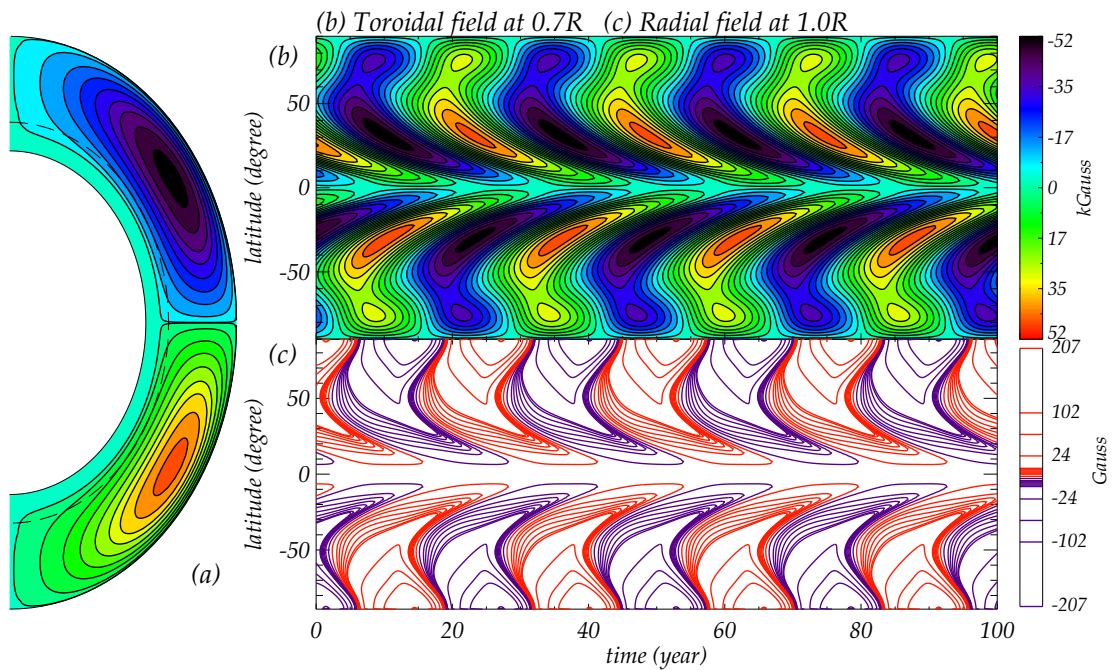 (b) Toroidal field at 0.7R (c) Radial field at 1.0R
(b)
50
0
-50
latitude (degree)
-52
-35
-17
0
17
35
52
kGauss
(c)
50
0
-50
latitude (degree)
207
102
24
-24
-102
-207
Gauss
(a)
0 20 40 60 80 100
time (year)